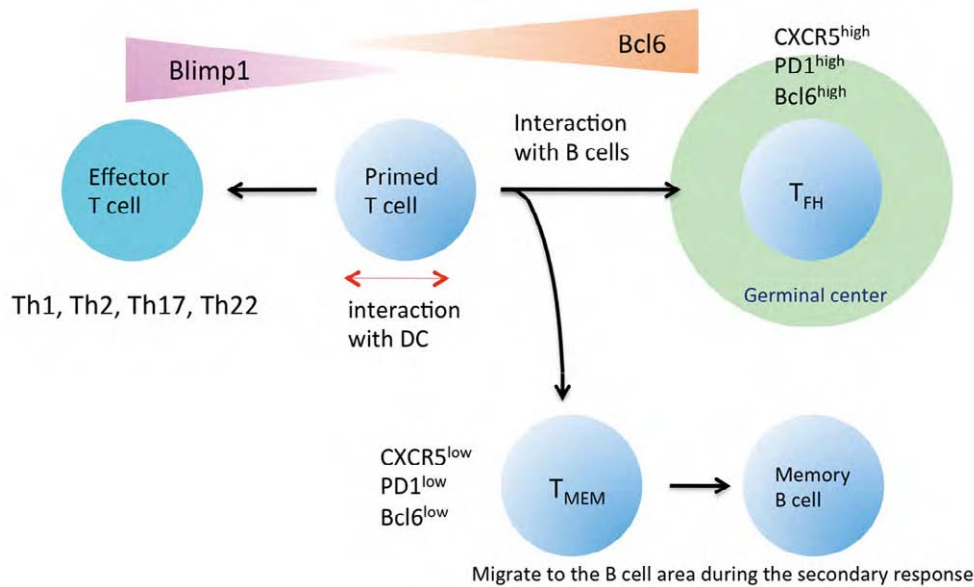 Blimp1
Bcl6
CXCR5high
PD1high
Bcl6high
Interaction
with B cells
Effector
T cell
Primed
T cell
TFH
Germinal center
Th1, Th2, Th17, Th22
interaction
with DC
CXCR5low
PD1low
Bcl6low
TMEM
Memory
B cell
Migrate to the B cell area during the secondary response